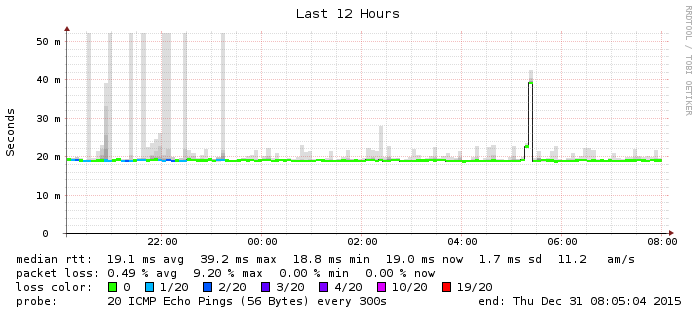 Last 12 Hours
RRDTOOL / TOBI OETIKER
Seconds
50 m
40 m
30 m
20 m
10 m
0
22:00 00:00 02:00 04:00 06:00 08:00
median rtt: 19.1 ms avg 39.2 ms max 18.8 ms min 19.0 ms now 1.7 ms sd 11.2 am/s
packet loss: 0.49 % avg 9.20 % max 0.00 % min 0.00 % now
loss color: 0 1/20 2/20 3/20 4/20 10/20 19/20
probe: 20 ICMP Echo Pings (56 Bytes) every 300s end: Thu Dec 31 08:05:04 2015